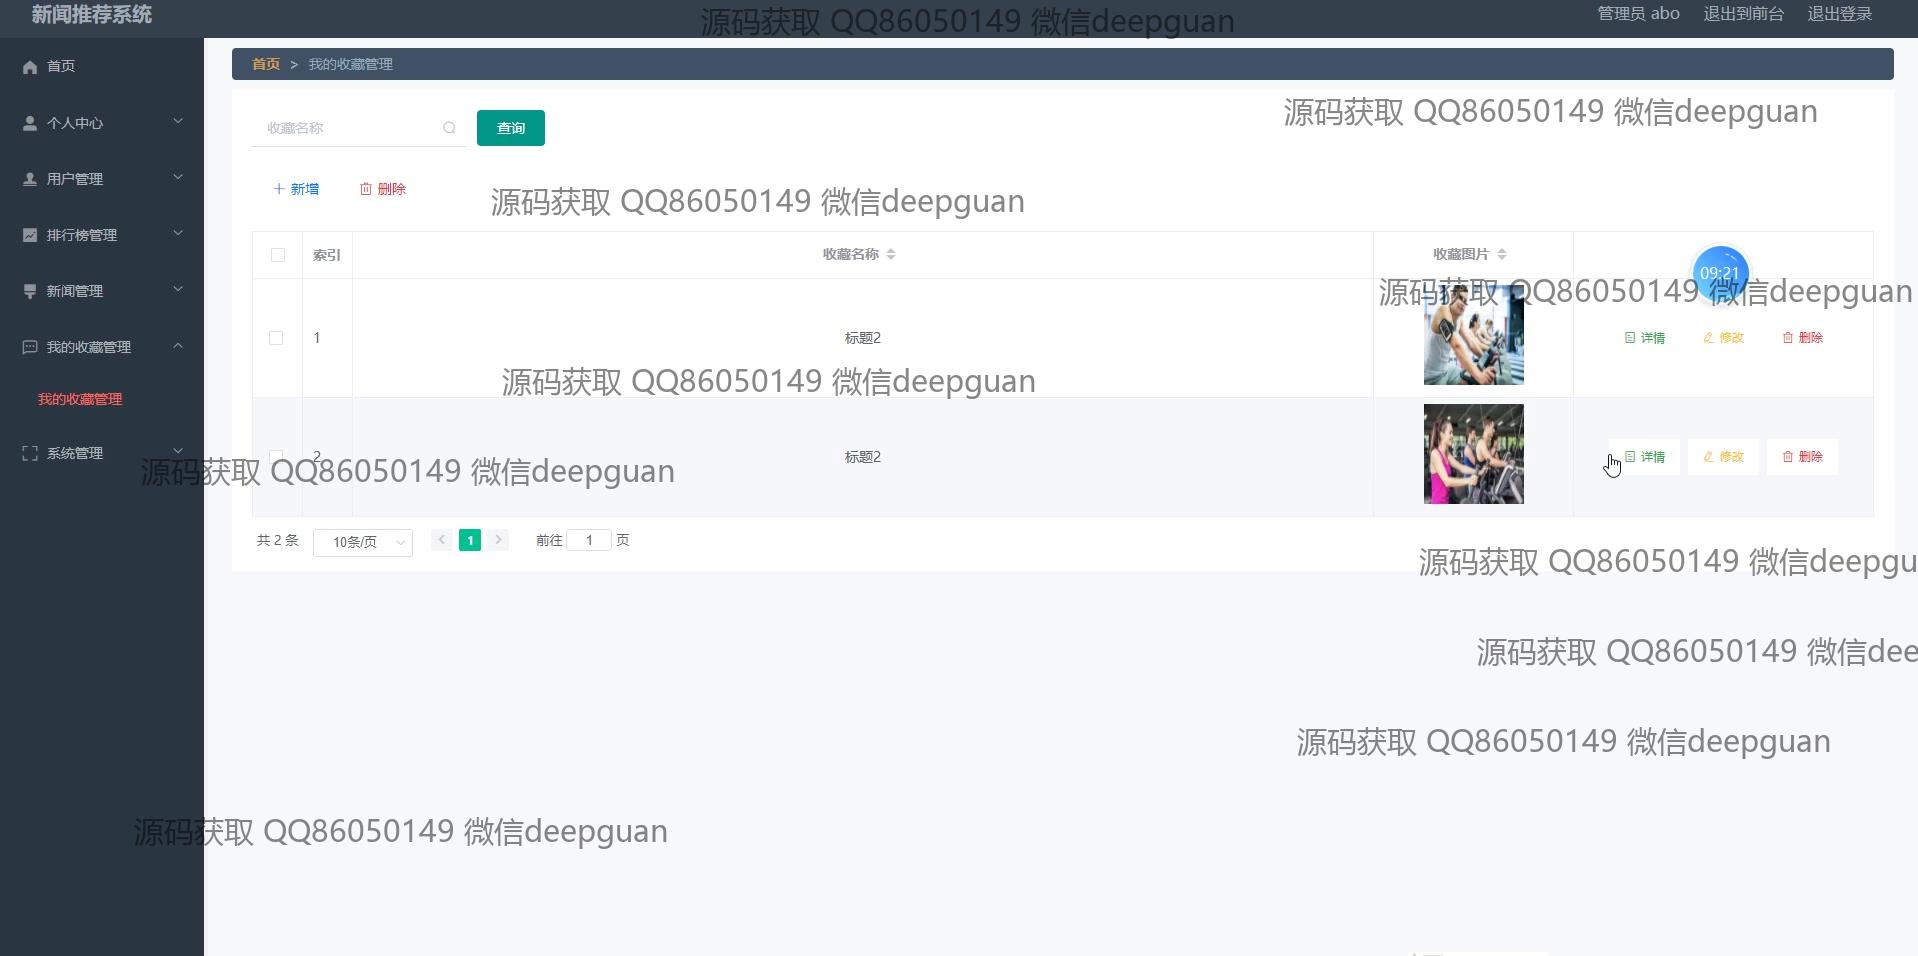 新闻推荐系统
源码获取 QQ86050149 微信deepguan
管理员 abo 退出到前台 退出登录
首页
首页 > 我的收藏管理
源码获取 QQ86050149 微信deepguan
个人中心
收藏名称 查询
用户管理
新增 删除
源码获取 QQ86050149 微信deepguan
排行榜管理
索引 收藏名称 收藏图片
09:21
新闻管理
源码获取 QQ86050149 微信deepguan
1 标题2 详情 修改 删除
我的收藏管理
源码获取 QQ86050149 微信deepguan
我的收藏管理
系统管理
2 标题2 详情 修改 删除
源码获取 QQ86050149 微信deepguan
共 2 条 10条/页 < 1 > 前往 1 页
源码获取 QQ86050149 微信deepgu
源码获取 QQ86050149 微信dee
源码获取 QQ86050149 微信deepguan
源码获取 QQ86050149 微信deepguan